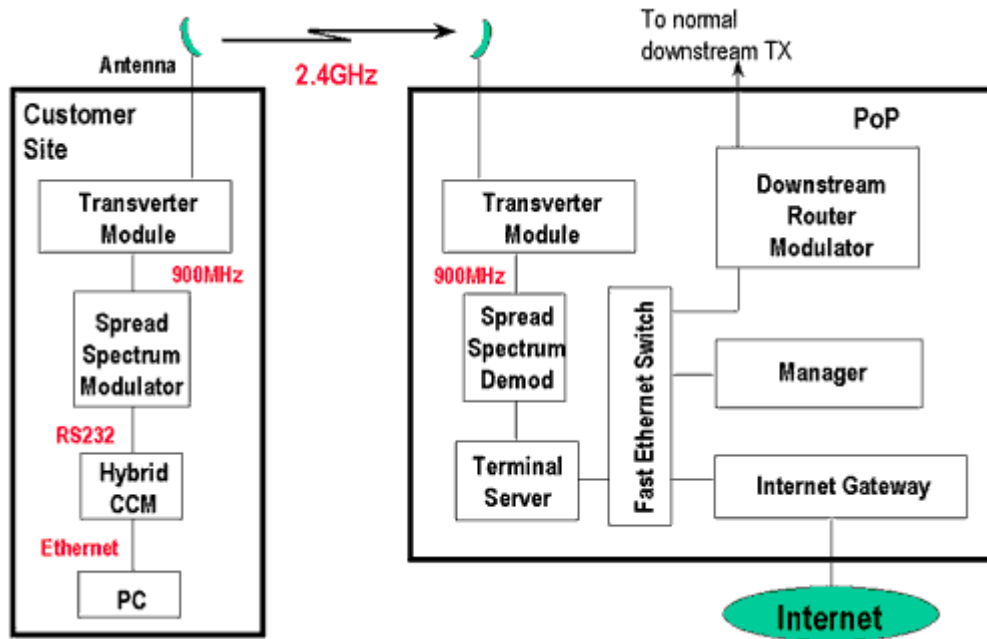 To normal
downstream TX
Antenna
2.4GHz
Customer
Site
Transverter
Module
900MHz
Spread
Spectrum
Modulator
RS232
Hybrid
CCM
Ethernet
PC
PoP
Transverter
Module
900MHz
Spread
Spectrum
Demod
Terminal
Server
Fast Ethernet Switch
Downstream
Router
Modulator
Manager
Internet Gateway
Internet